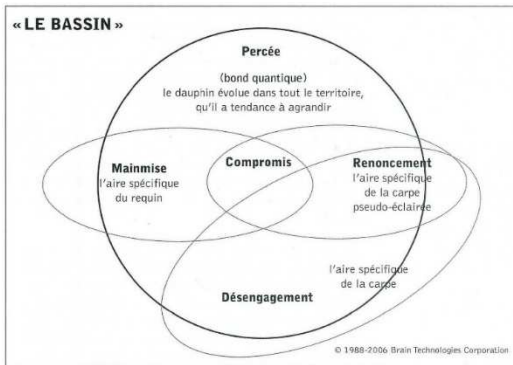 « LE BASSIN »
Percée
(bond quantique)
le dauphin évolue dans tout le territoire,
qu'il a tendance à agrandir
Mainmise
l'aire spécifique
du requin
Compromis
Renoncement
l'aire spécifique
de la carpe
pseudo-éclairée
l'aire spécifique
de la carpe
Désengagement
© 1988-2006 Brain Technologies Corporation